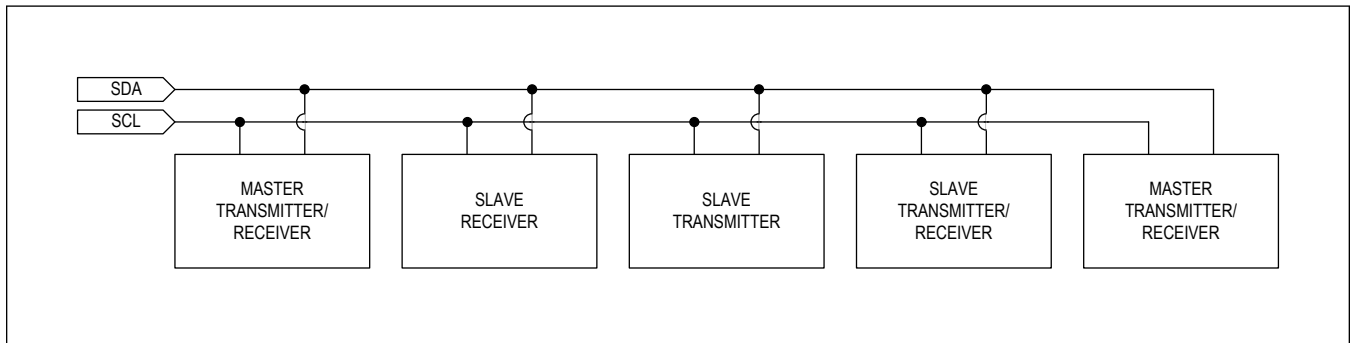 SDA
SCL
MASTER
TRANSMITTER/
RECEIVER
SLAVE
RECEIVER
SLAVE
TRANSMITTER
SLAVE
TRANSMITTER/
RECEIVER
MASTER
TRANSMITTER/
RECEIVER